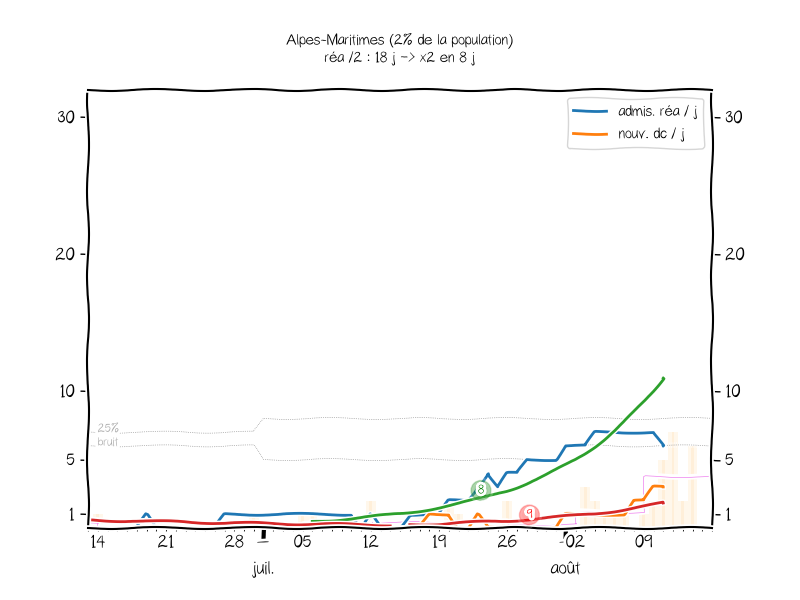 Alpes-Maritimes (2% de la population)
réa /2 : 18 j -> x2 en 8 j
admis. réa / j
nouv. dc / j
30 30
20 20
10 10
25%
bruit
5 5
8
9
1 1
14 21 28 05 12 19 26 02 09
juil. août